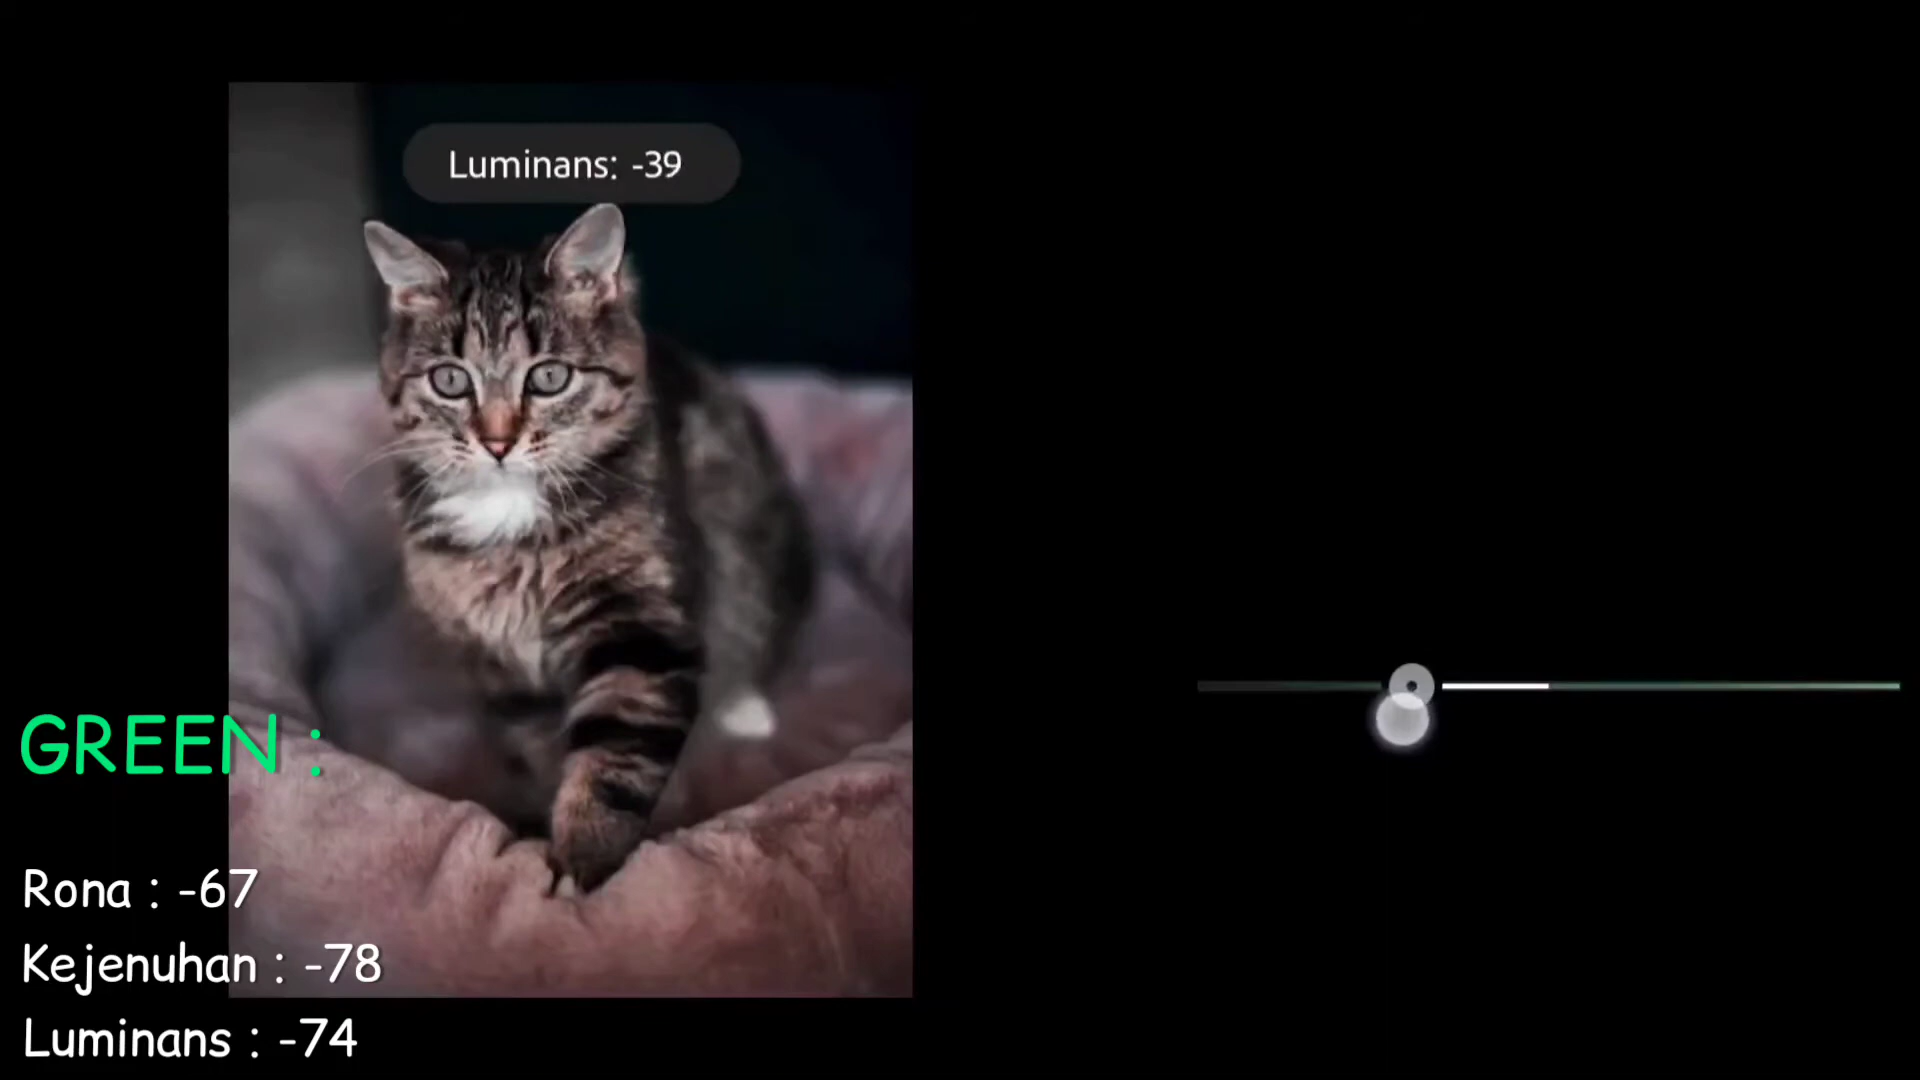 Luminans: -39
GREEN :
Rona : -67
Kejenuhan : -78
Luminans : -74